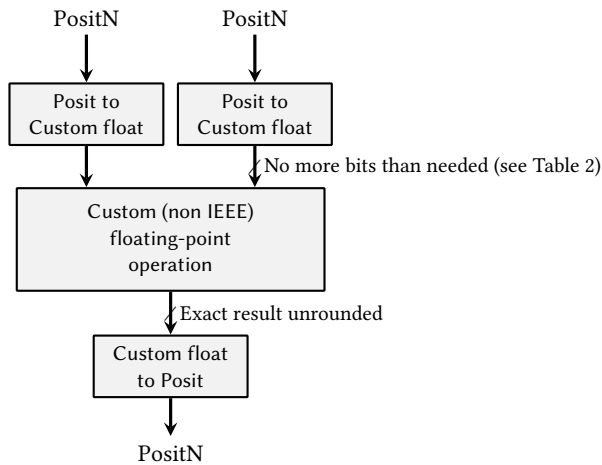 PositN PositN
Posit to Posit to
Custom float Custom float
No more bits than needed (see Table 2)
Custom (non IEEE)
floating-point
operation
Exact result unrounded
Custom float
to Posit
PositN